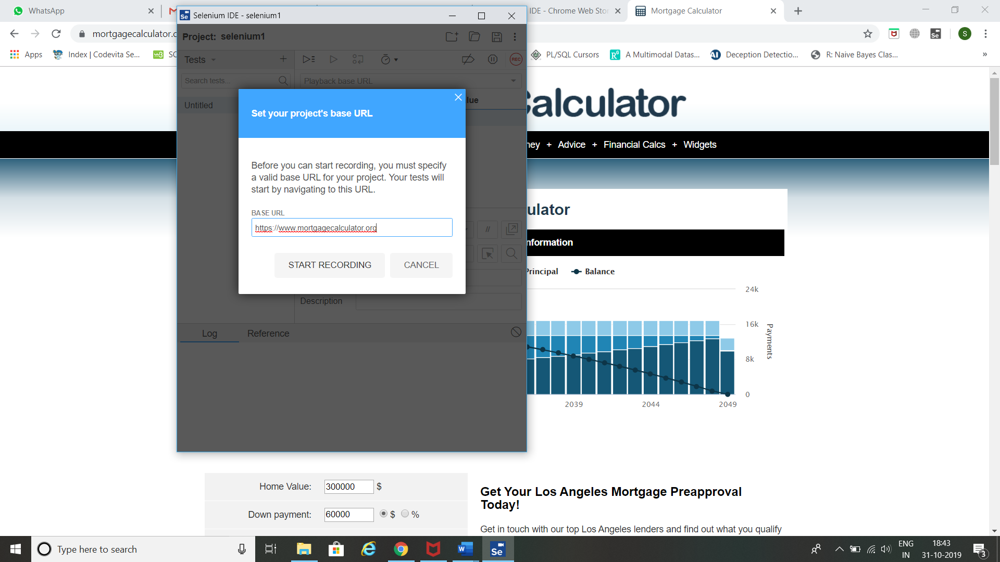 WhatsApp
Selenium IDE - selenium1
IDE - Chrome Web Stor
Mortgage Calculator
mortgagecalculator.o
S
Apps
Index | Codevita Se...
PL/SQL Cursors
A Multimodal Datas...
Deception Detectio...
R: Naive Bayes Clas...
»
Project: selenium1
Tests
REC
Search tests...
Playback base URL
Untitled
lue
Set your project's base URL
Before you can start recording, you must specify
a valid base URL for your project. Your tests will
start by navigating to this URL.
BASE URL
https://www.mortgagecalculator.org
START RECORDING
CANCEL
//
Description
Log
Reference
Calculator
ney + Advice + Financial Calcs + Widgets
ulator
nformation
Principal
Balance
24k
16k
8k
0
Payments
2039
2044
2049
Home Value:
300000
$
Down payment:
60000
$
%
Get Your Los Angeles Mortgage Preapproval
Today!
Get in touch with our top Los Angeles lenders and find out what you qualify
Type here to search
Se
ENG
IN
18:43
31-10-2019
3